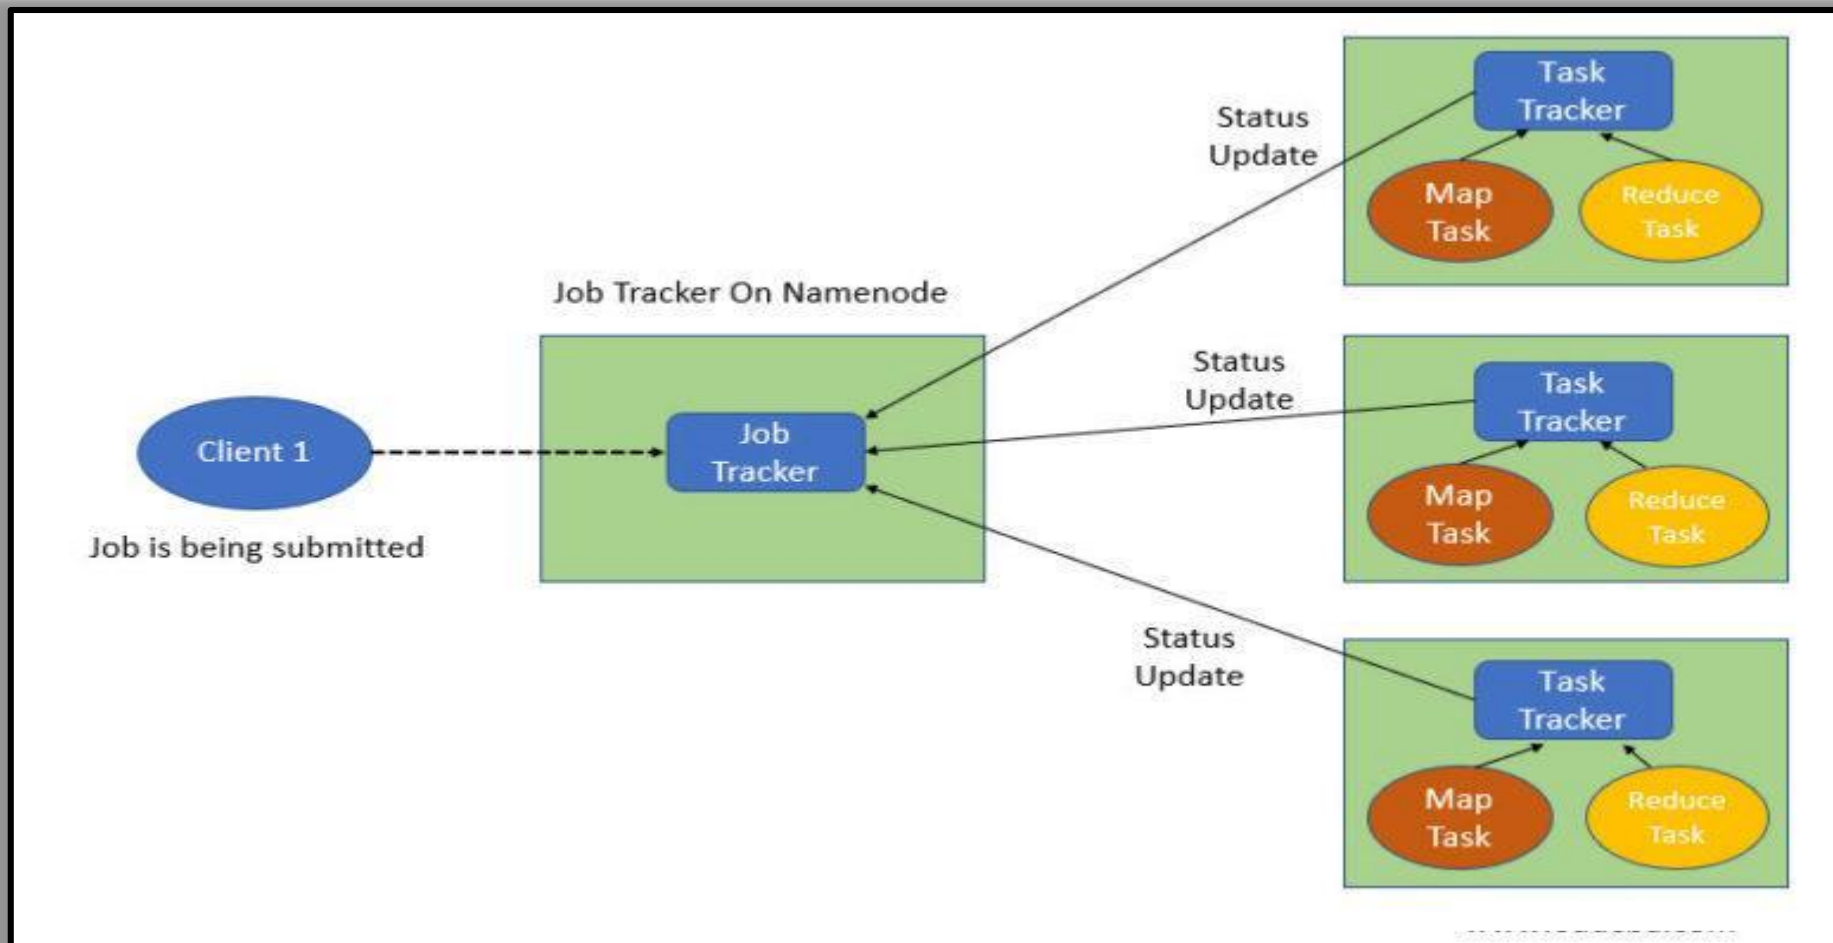 Client 1
Job is being submitted
Job Tracker On Namenode
Job
Tracker
Status
Update
Task
Tracker
Map
Task
Reduce
Task
Status
Update
Task
Tracker
Map
Task
Reduce
Task
Status
Update
Task
Tracker
Map
Task
Reduce
Task